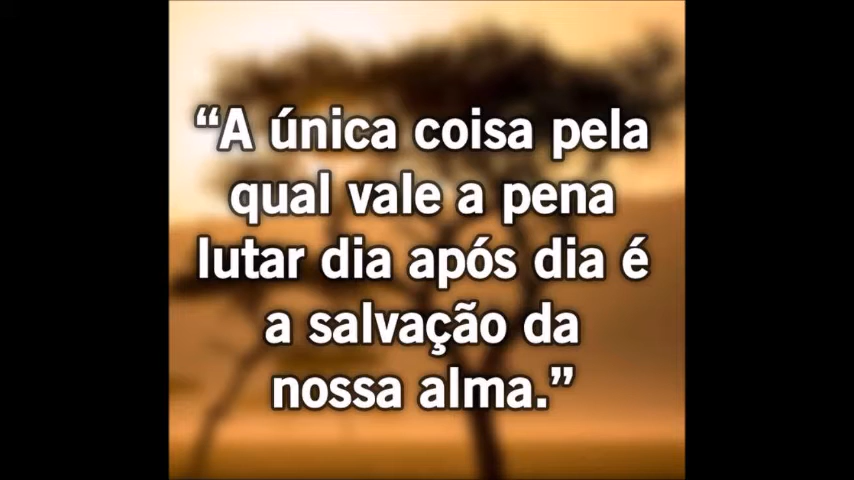 “A única coisa pela
qual vale a pena
lutar dia após dia é
a salvação da
nossa alma.”